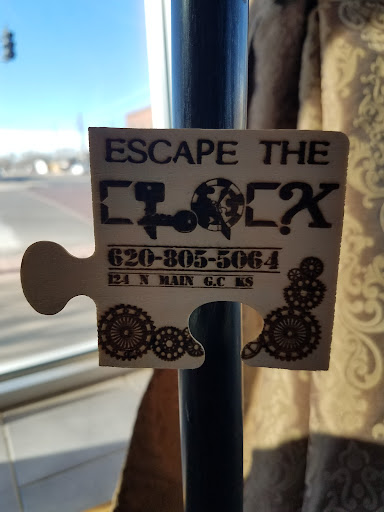 ESCAPE THE
CLOCK
620-805-5064
124 N MAIN G.C KS